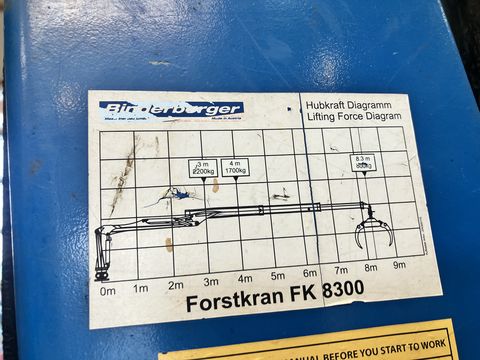 Binderberger
Made in Austria
Hubkraft Diagramm
Lifting Force Diagram
3 m
2200kg
4 m
1700kg
8.3 m
800kg
0m 1m 2m 3m 4m 5m 6m 7m 8m 9m
Forstkran FK 8300
MANUAL BEFORE YOU START TO WORK